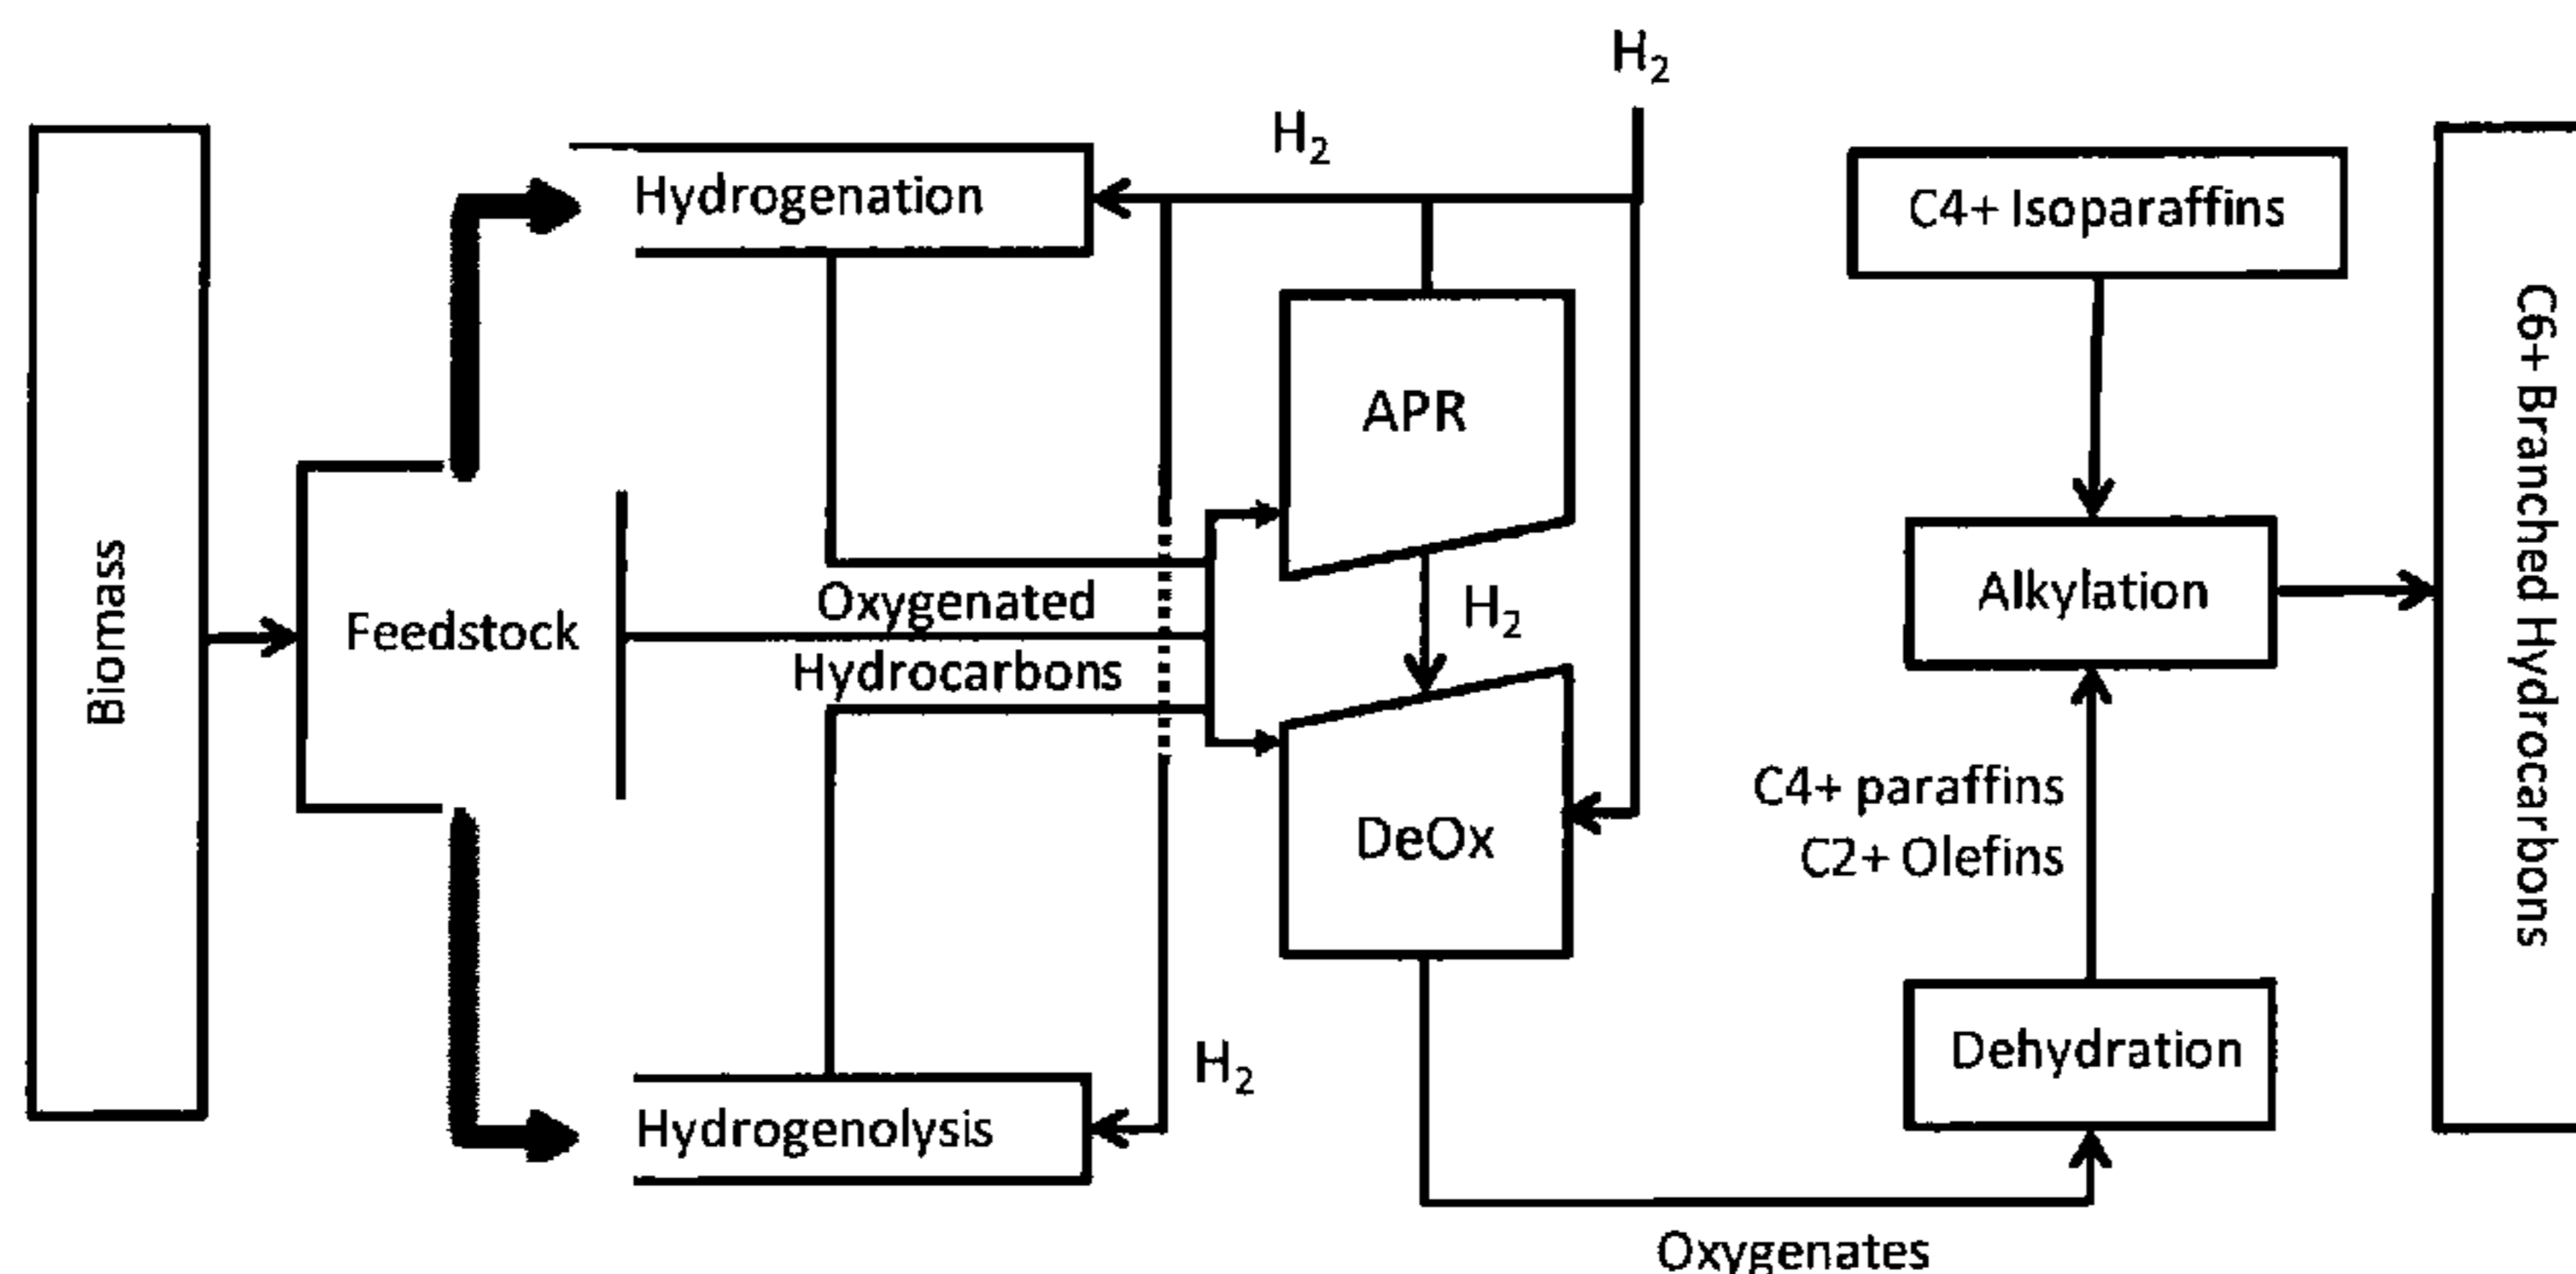 H₂
H₂
Hydrogenation
C4+ Isoparaffins
Biomass
Feedstock
APR
Oxygenated
Hydrocarbons
H₂
Alkylation
C6+ Branched Hydrocarbons
C4+ paraffins
C2+ Olefins
DeOx
Dehydration
H₂
Hydrogenolysis
Oxygenates